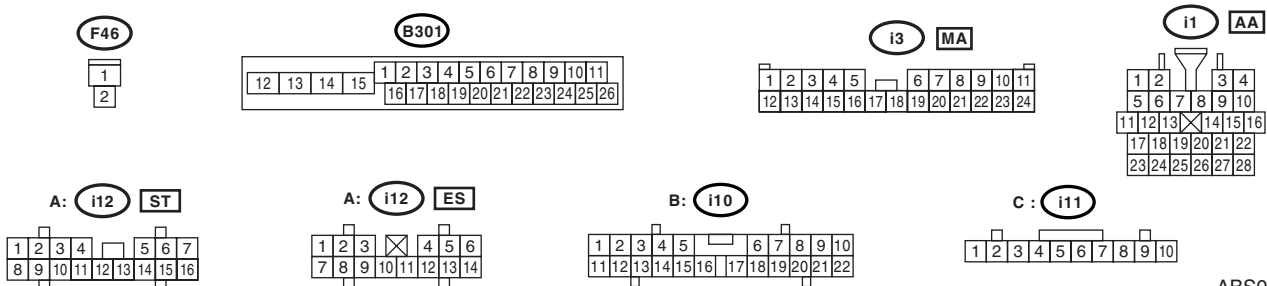 F46
1
2
B301
1 2 3 4 5 6 7 8 9 10 11
12 13 14 15
16 17 18 19 20 21 22 23 24 25 26
i3 MA
1 2 3 4 5 6 7 8 9 10 11
12 13 14 15 16 17 18 19 20 21 22 23 24
i1 AA
1 2 3 4
5 6 7 8 9 10
11 12 13 14 15 16
17 18 19 20 21 22
23 24 25 26 27 28
A: i12 ST
1 2 3 4 5 6 7
8 9 10 11 12 13 14 15 16
A: i12 ES
1 2 3 4 5 6
7 8 9 10 11 12 13 14
B: i10
1 2 3 4 5 6 7 8 9 10
11 12 13 14 15 16 17 18 19 20 21 22
C : i11
1 2 3 4 5 6 7 8 9 10